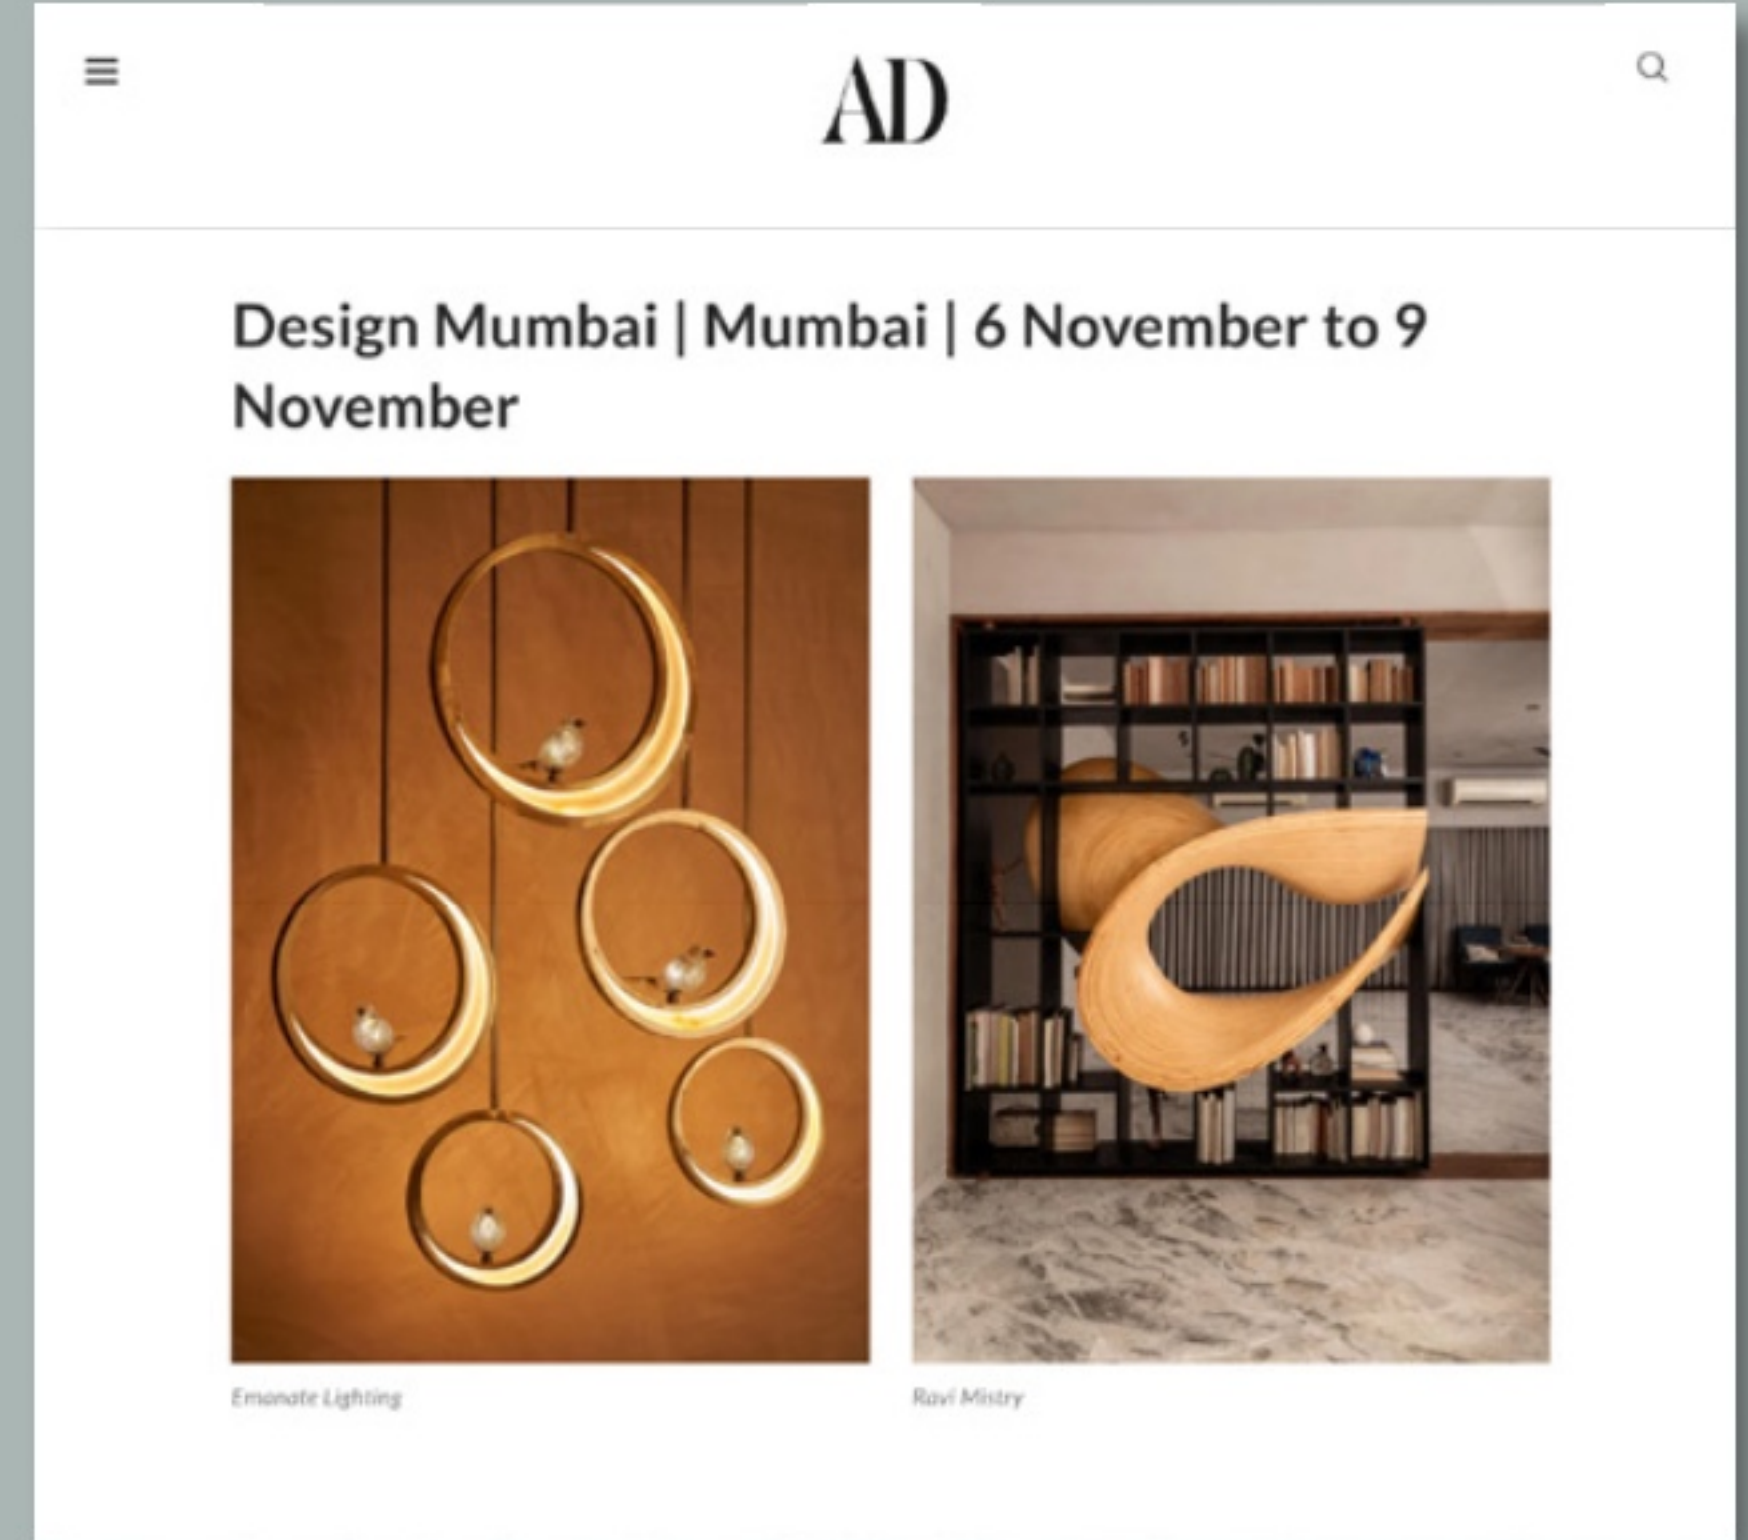 AD
Design Mumbai | Mumbai | 6 November to 9
November
Emanate Lighting
Ravi Mistry